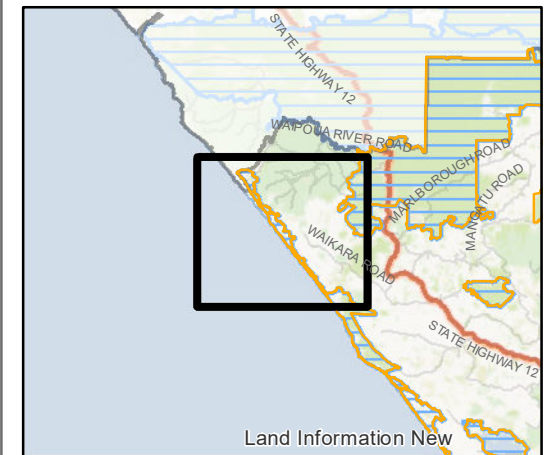 STATE HIGHWAY 12
WAIPOUA RIVER ROAD
MARLBOROUGH ROAD
MANGATU ROAD
WAIKARA ROAD
STATE HIGHWAY 12
Land Information New